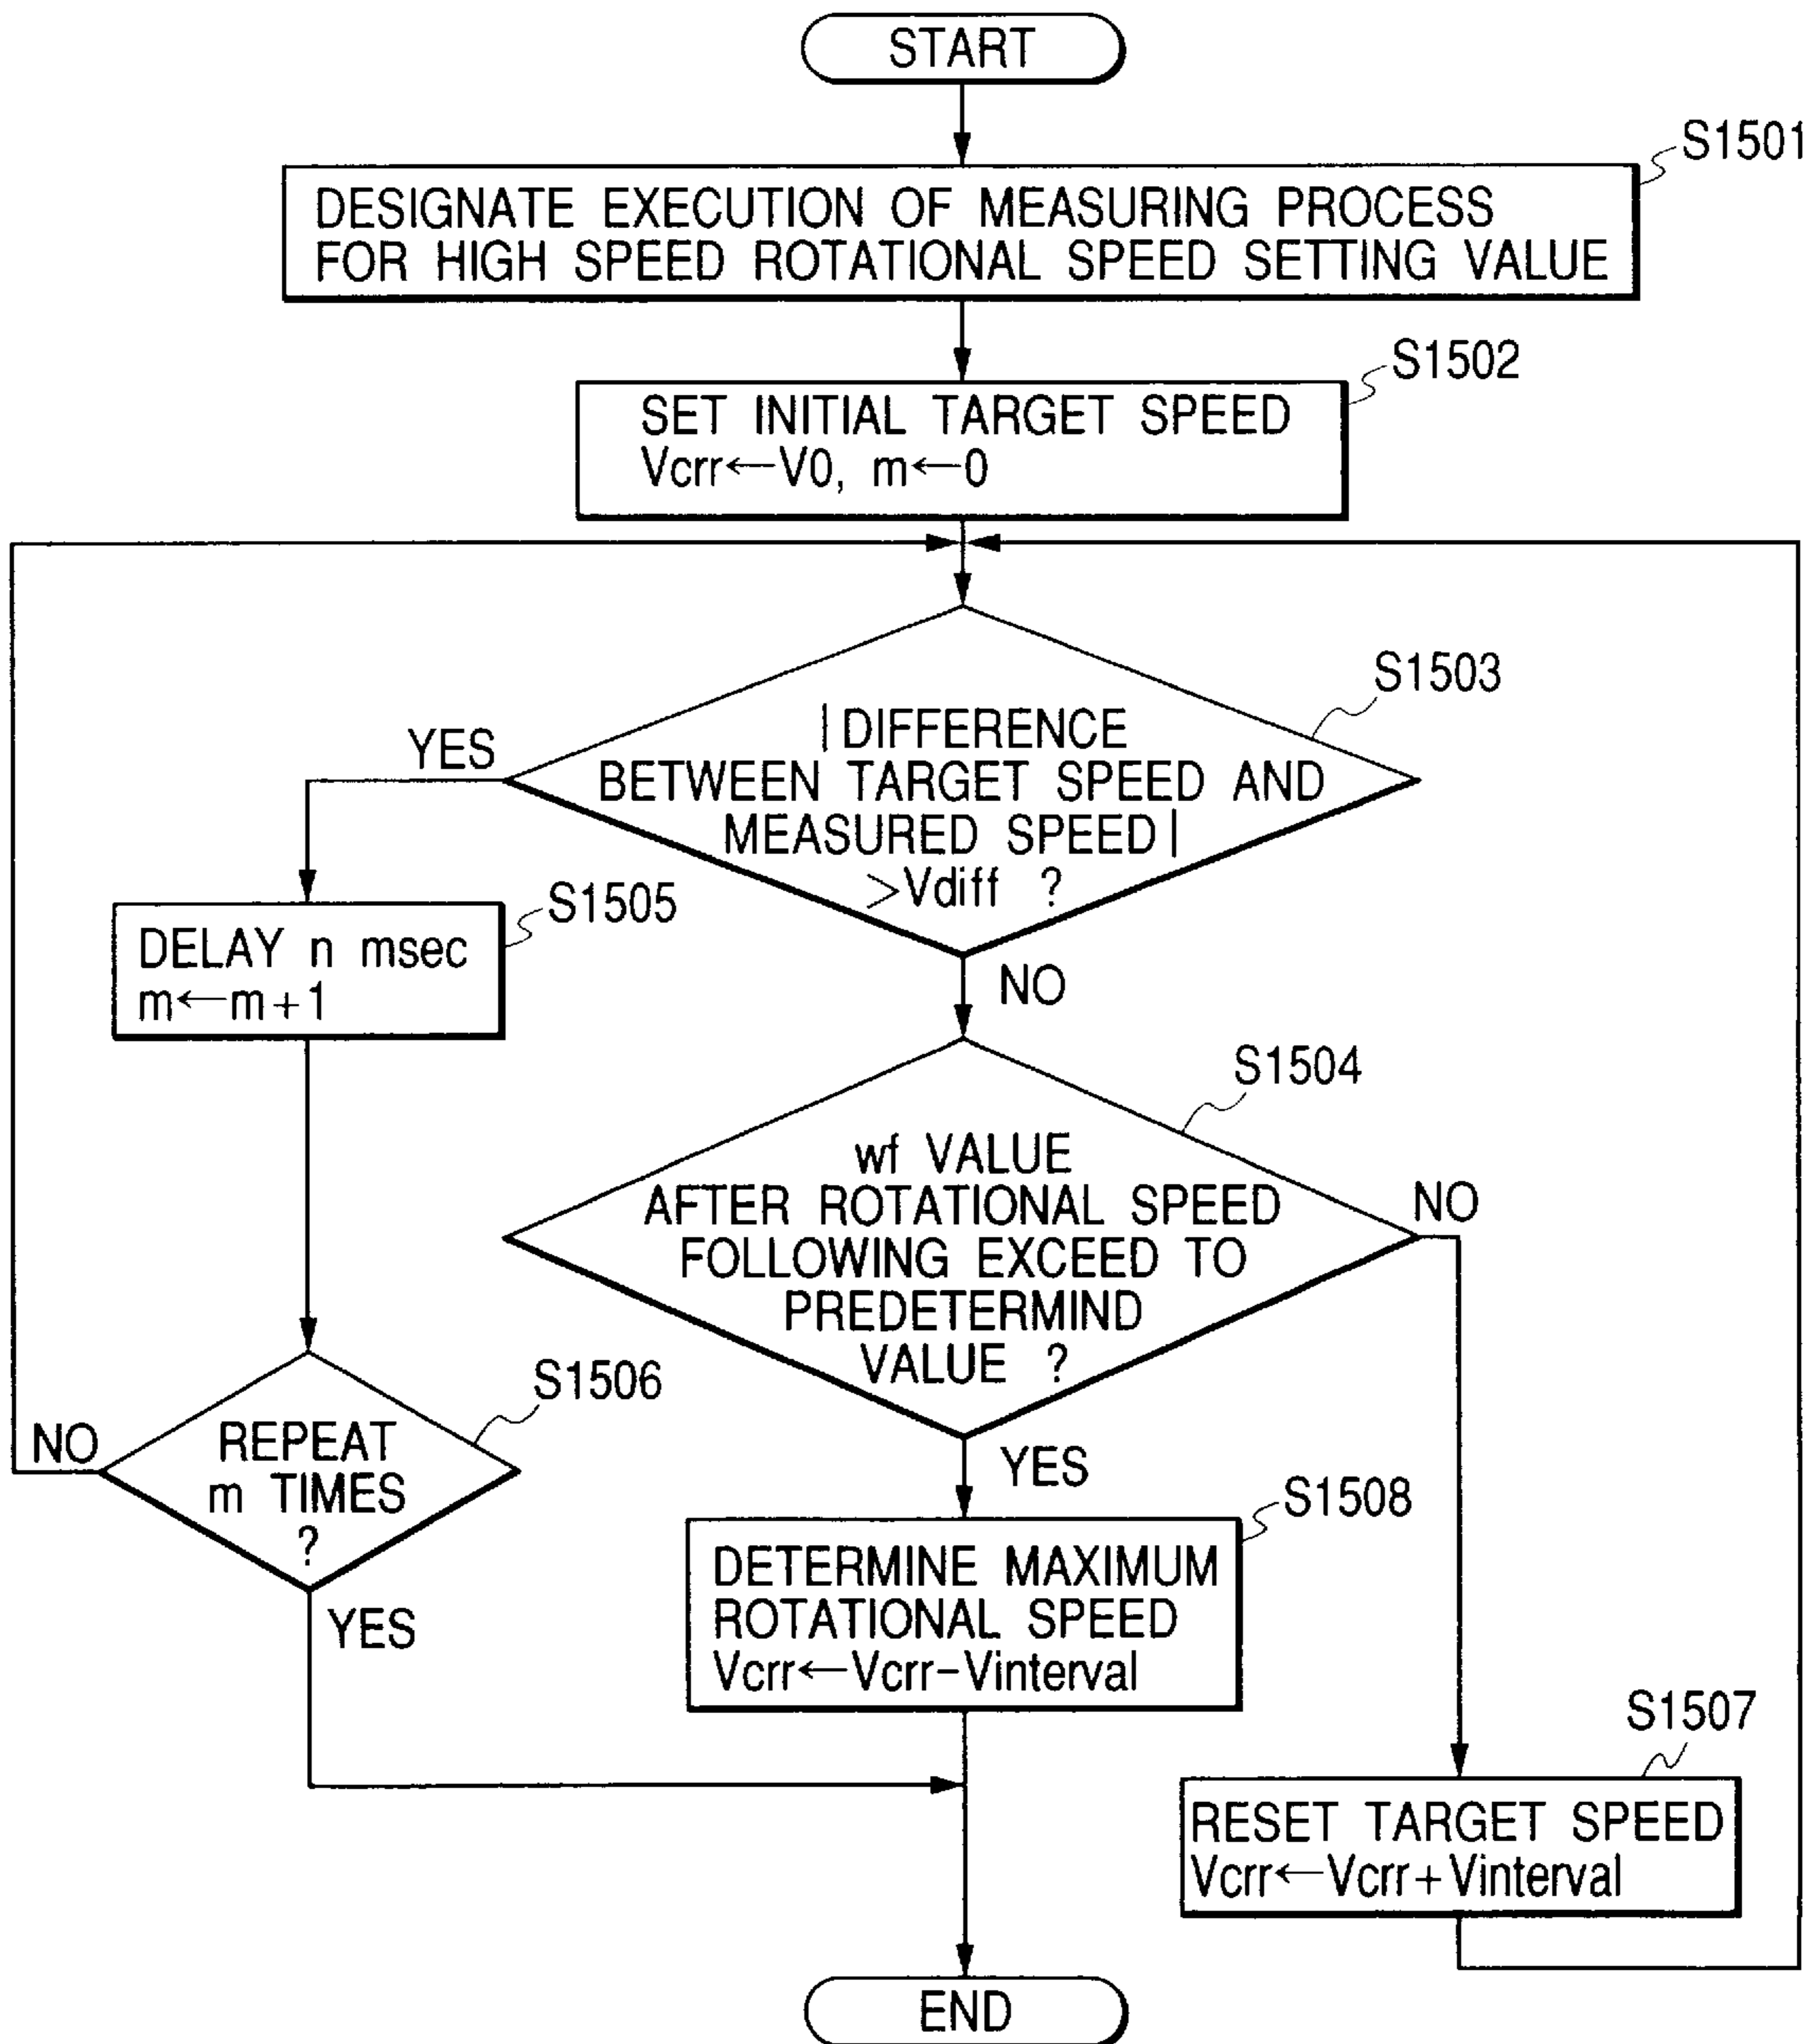 START
S1501
DESIGNATE EXECUTION OF MEASURING PROCESS
FOR HIGH SPEED ROTATIONAL SPEED SETTING VALUE
S1502
SET INITIAL TARGET SPEED
Vcrr←V0, m←0
S1503
|DIFFERENCE
BETWEEN TARGET SPEED AND
MEASURED SPEED|
>Vdiff ?
YES
NO
S1505
DELAY n msec
m←m+1
S1504
wf VALUE
AFTER ROTATIONAL SPEED
FOLLOWING EXCEED TO
PREDETERMIND
VALUE ?
NO
YES
S1506
REPEAT
m TIMES
?
NO
YES
S1508
DETERMINE MAXIMUM
ROTATIONAL SPEED
Vcrr←Vcrr-Vinterval
S1507
RESET TARGET SPEED
Vcrr←Vcrr+Vinterval
END